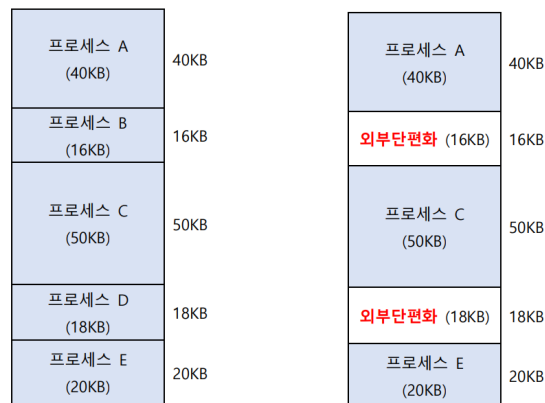 프로세스 A
(40KB)
40KB
프로세스 B
(16KB)
16KB
프로세스 C
(50KB)
50KB
프로세스 D
(18KB)
18KB
프로세스 E
(20KB)
20KB
프로세스 A
(40KB)
40KB
외부단편화 (16KB)
16KB
프로세스 C
(50KB)
50KB
외부단편화 (18KB)
18KB
프로세스 E
(20KB)
20KB